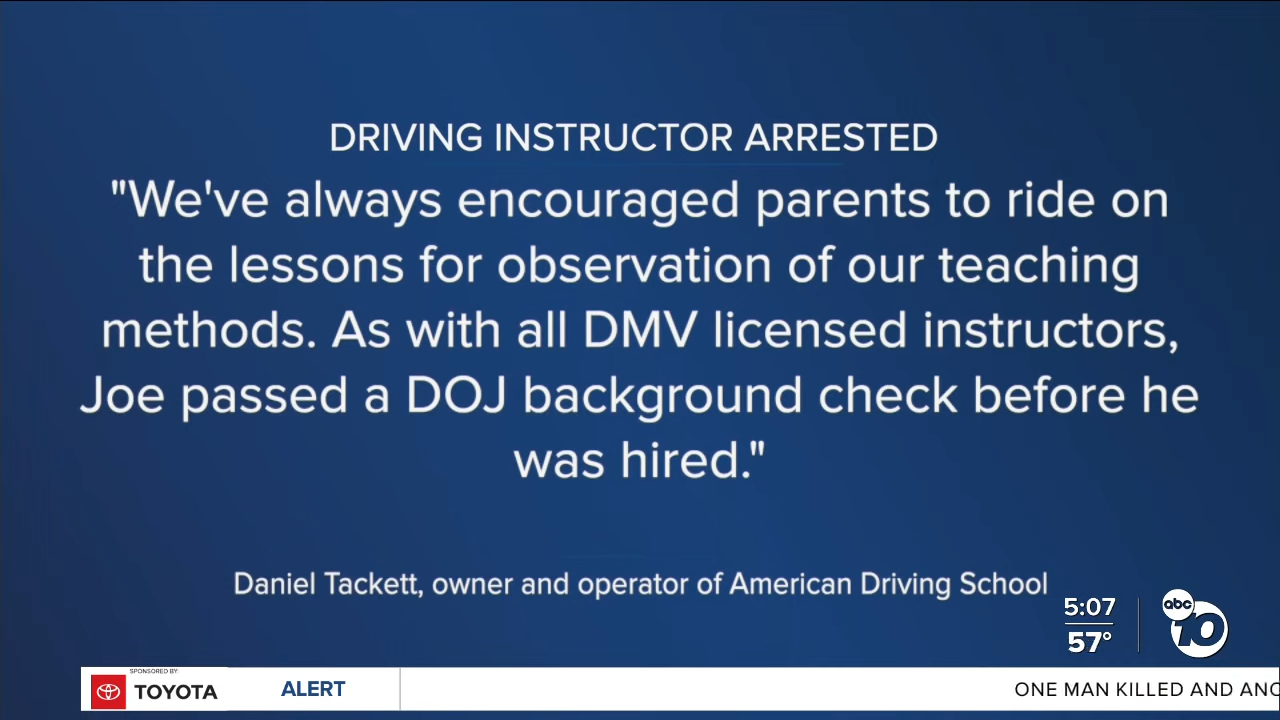 DRIVING INSTRUCTOR ARRESTED
"We've always encouraged parents to ride on
the lessons for observation of our teaching
methods. As with all DMV licensed instructors,
Joe passed a DOJ background check before he
was hired."
Daniel Tackett, owner and operator of American Driving School
5:07
57°
abc
10
SPONSORED BY:
TOYOTA
ALERT
ONE MAN KILLED AND